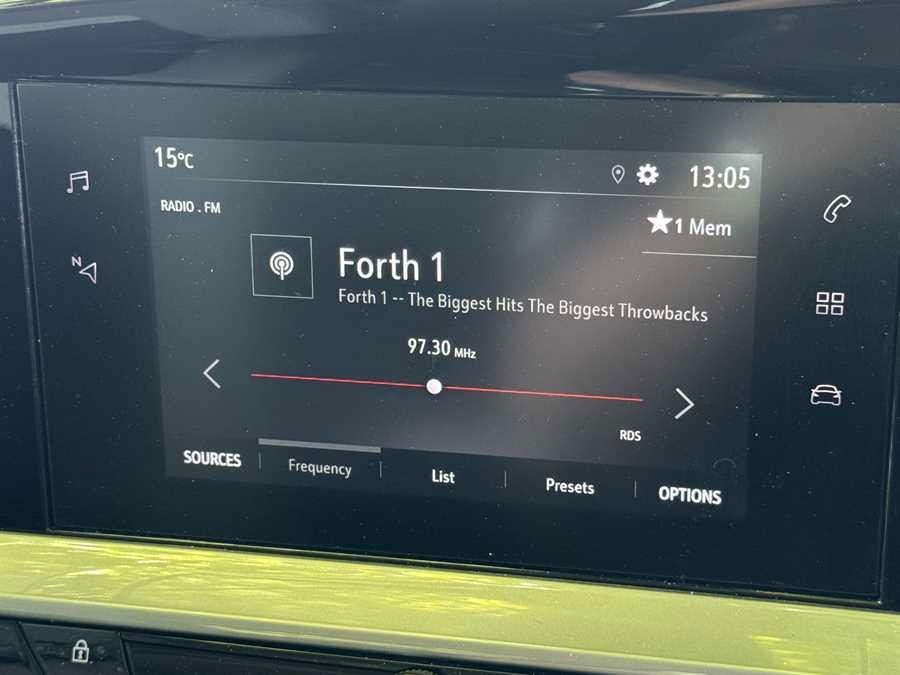 15°C
13:05
RADIO . FM
1 Mem
N
Forth 1
Forth 1 -- The Biggest Hits The Biggest Throwbacks
97.30 MHz
RDS
SOURCES
Frequency
List
Presets
OPTIONS